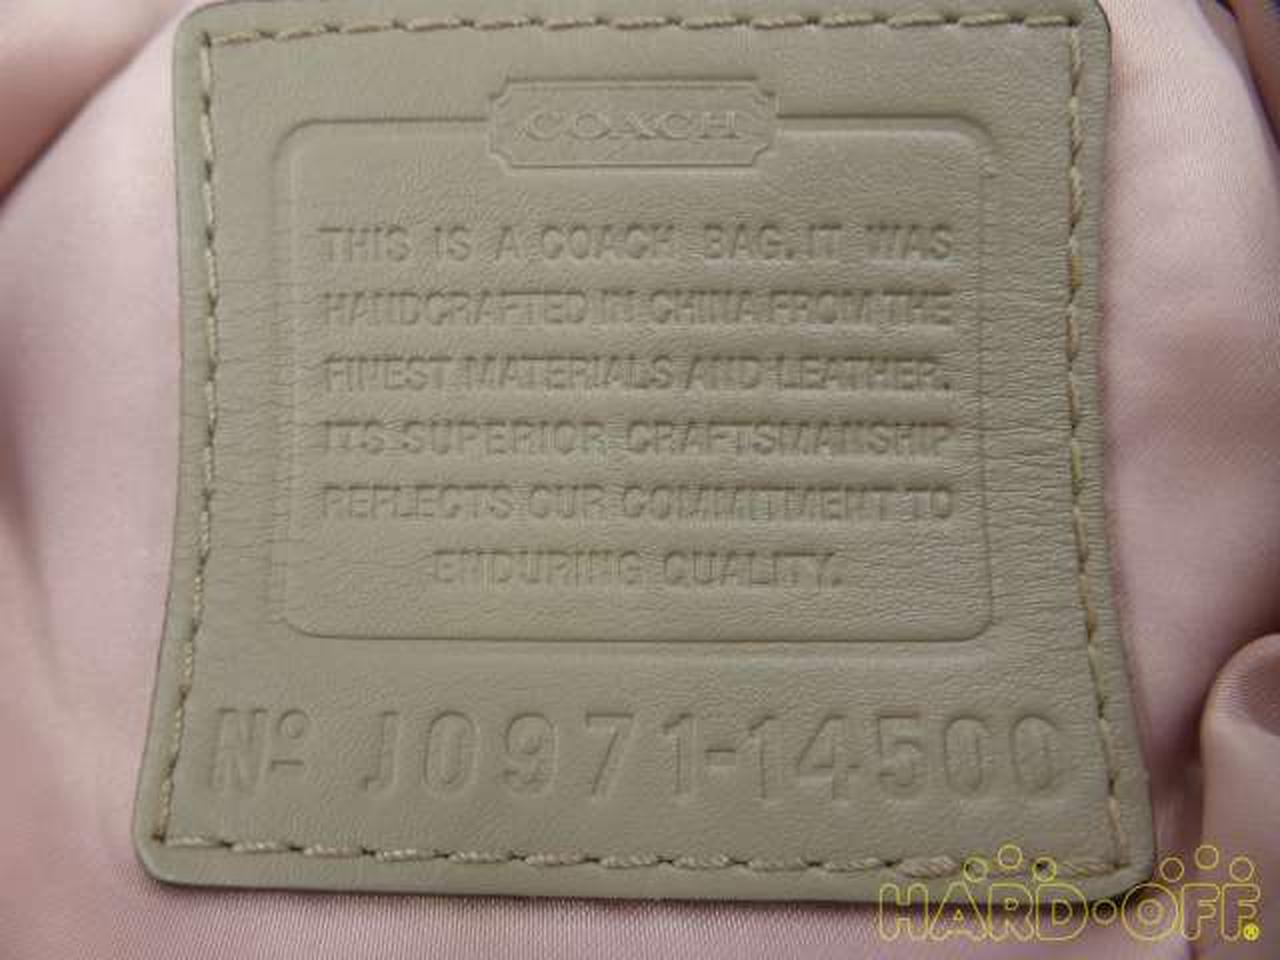 COACH
THIS IS A COACH BAG. IT WAS
HANDCRAFTED IN CHINA FROM THE
FINEST MATERIALS AND LEATHER.
ITS SUPERIOR CRAFTSMANSHIP
REFLECTS OUR COMMITMENT TO
ENDURING QUALITY.
Nº J0971-14500
HARD·OFF®